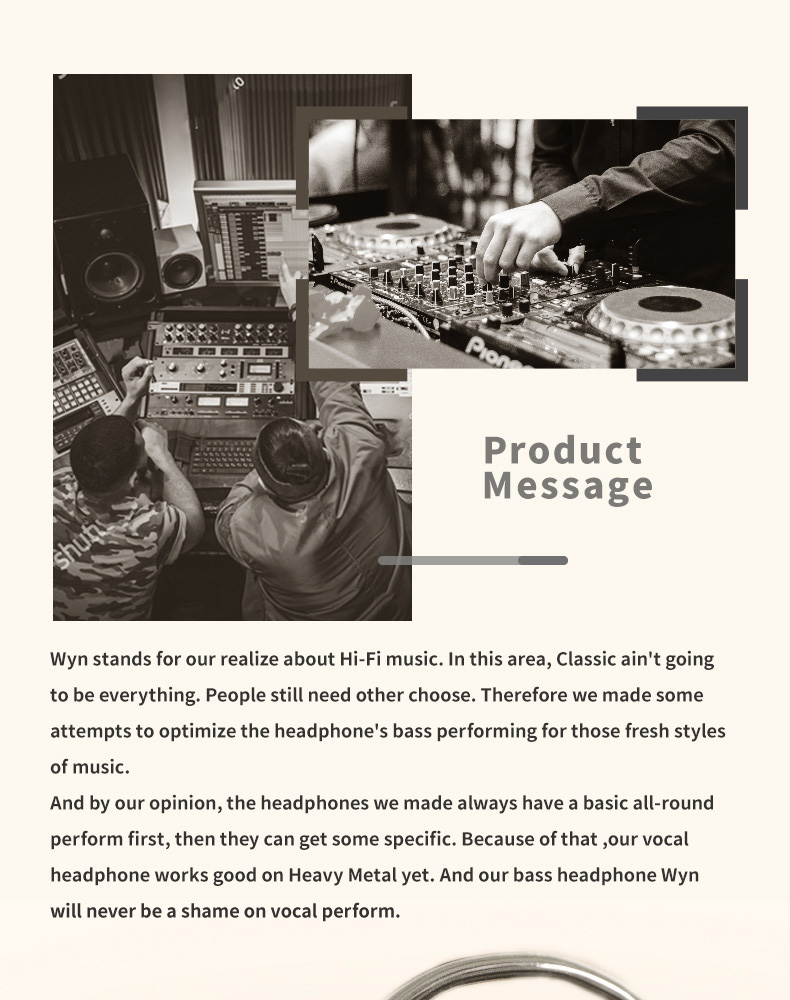 Pioneer
Product
Message
shutt
Wyn stands for our realize about Hi-Fi music. In this area, Classic ain't going
to be everything. People still need other choose. Therefore we made some
attempts to optimize the headphone's bass performing for those fresh styles
of music.
And by our opinion, the headphones we made always have a basic all-round
perform first, then they can get some specific. Because of that ,our vocal
headphone works good on Heavy Metal yet. And our bass headphone Wyn
will never be a shame on vocal perform.